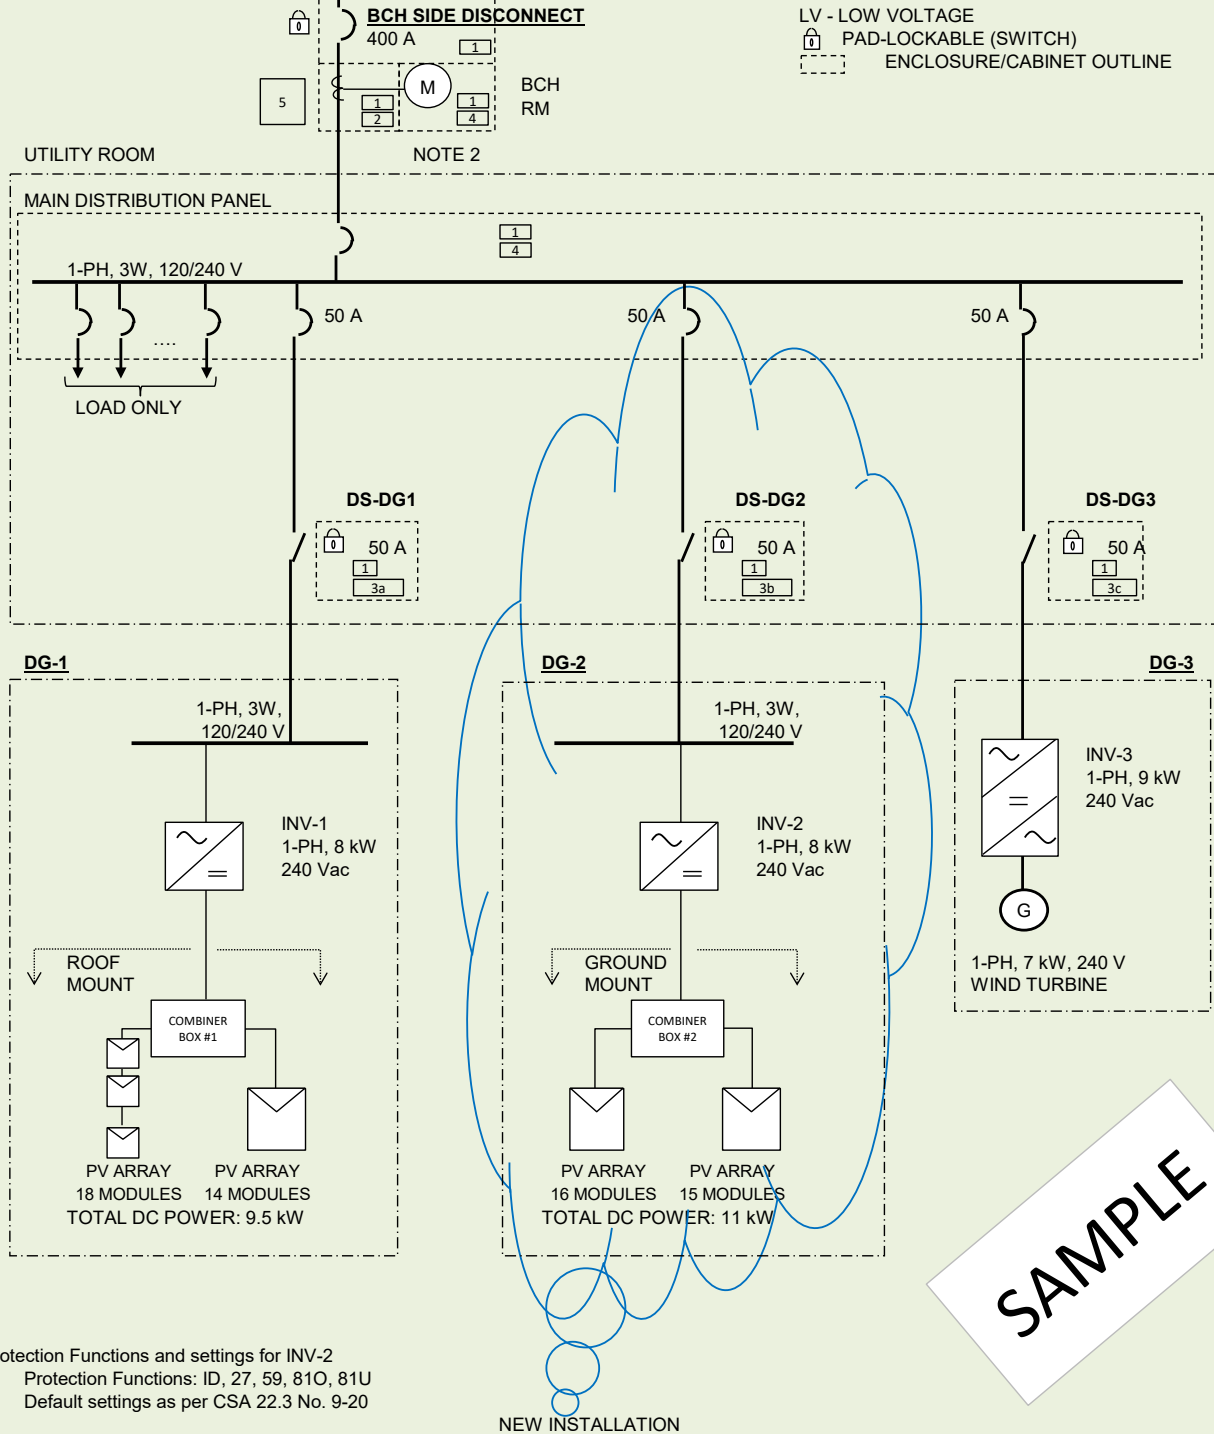 BCH SIDE DISCONNECT
400 A
1
LV - LOW VOLTAGE
PAD-LOCKABLE (SWITCH)
ENCLOSURE/CABINET OUTLINE
5
1
2
M
1
4
BCH
RM
UTILITY ROOM
NOTE 2
MAIN DISTRIBUTION PANEL
1
4
1-PH, 3W, 120/240 V
50 A
50 A
50 A
....
LOAD ONLY
DS-DG1
50 A
1
3a
DS-DG2
50 A
1
3b
DS-DG3
50 A
1
3c
DG-1
1-PH, 3W,
120/240 V
INV-1
1-PH, 8 kW
240 Vac
ROOF
MOUNT
COMBINER
BOX #1
PV ARRAY
18 MODULES
PV ARRAY
14 MODULES
TOTAL DC POWER: 9.5 kW
DG-2
1-PH, 3W,
120/240 V
INV-2
1-PH, 8 kW
240 Vac
GROUND
MOUNT
COMBINER
BOX #2
PV ARRAY
16 MODULES
PV ARRAY
15 MODULES
TOTAL DC POWER: 11 kW
DG-3
INV-3
1-PH, 9 kW
240 Vac
G
1-PH, 7 kW, 240 V
WIND TURBINE
SAMPLE
otection Functions and settings for INV-2
Protection Functions: ID, 27, 59, 81O, 81U
Default settings as per CSA 22.3 No. 9-20
NEW INSTALLATION